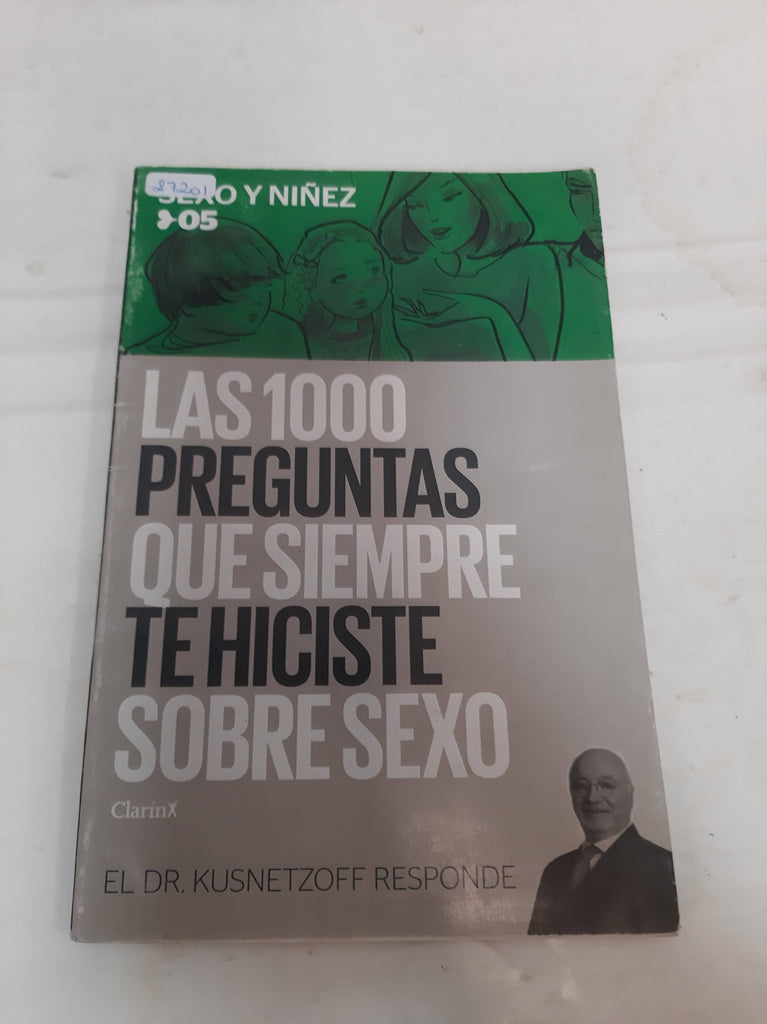 27201
SEXO Y NIÑEZ
05
LAS 1000
PREGUNTAS
QUE SIEMPRE
TE HICISTE
SOBRE SEXO
Clarín
EL DR. KUSNETZOFF RESPONDE